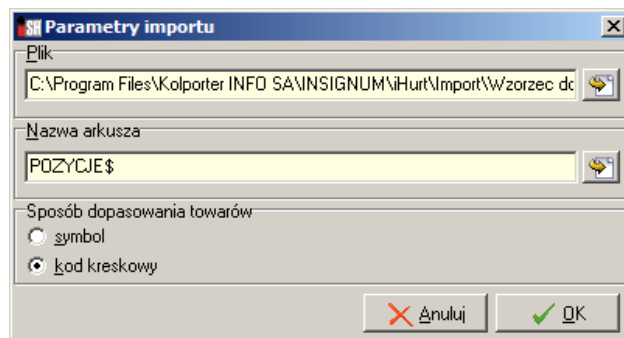 SH Parametry importu
Plik
C:\Program Files\Kolporter INFO SA\INSIGNUM\iHurt\Import\Wzorzec do
Nazwa arkusza
POZYCJE$
Sposób dopasowania towarów
symbol
kod kreskowy
Anuluj
OK